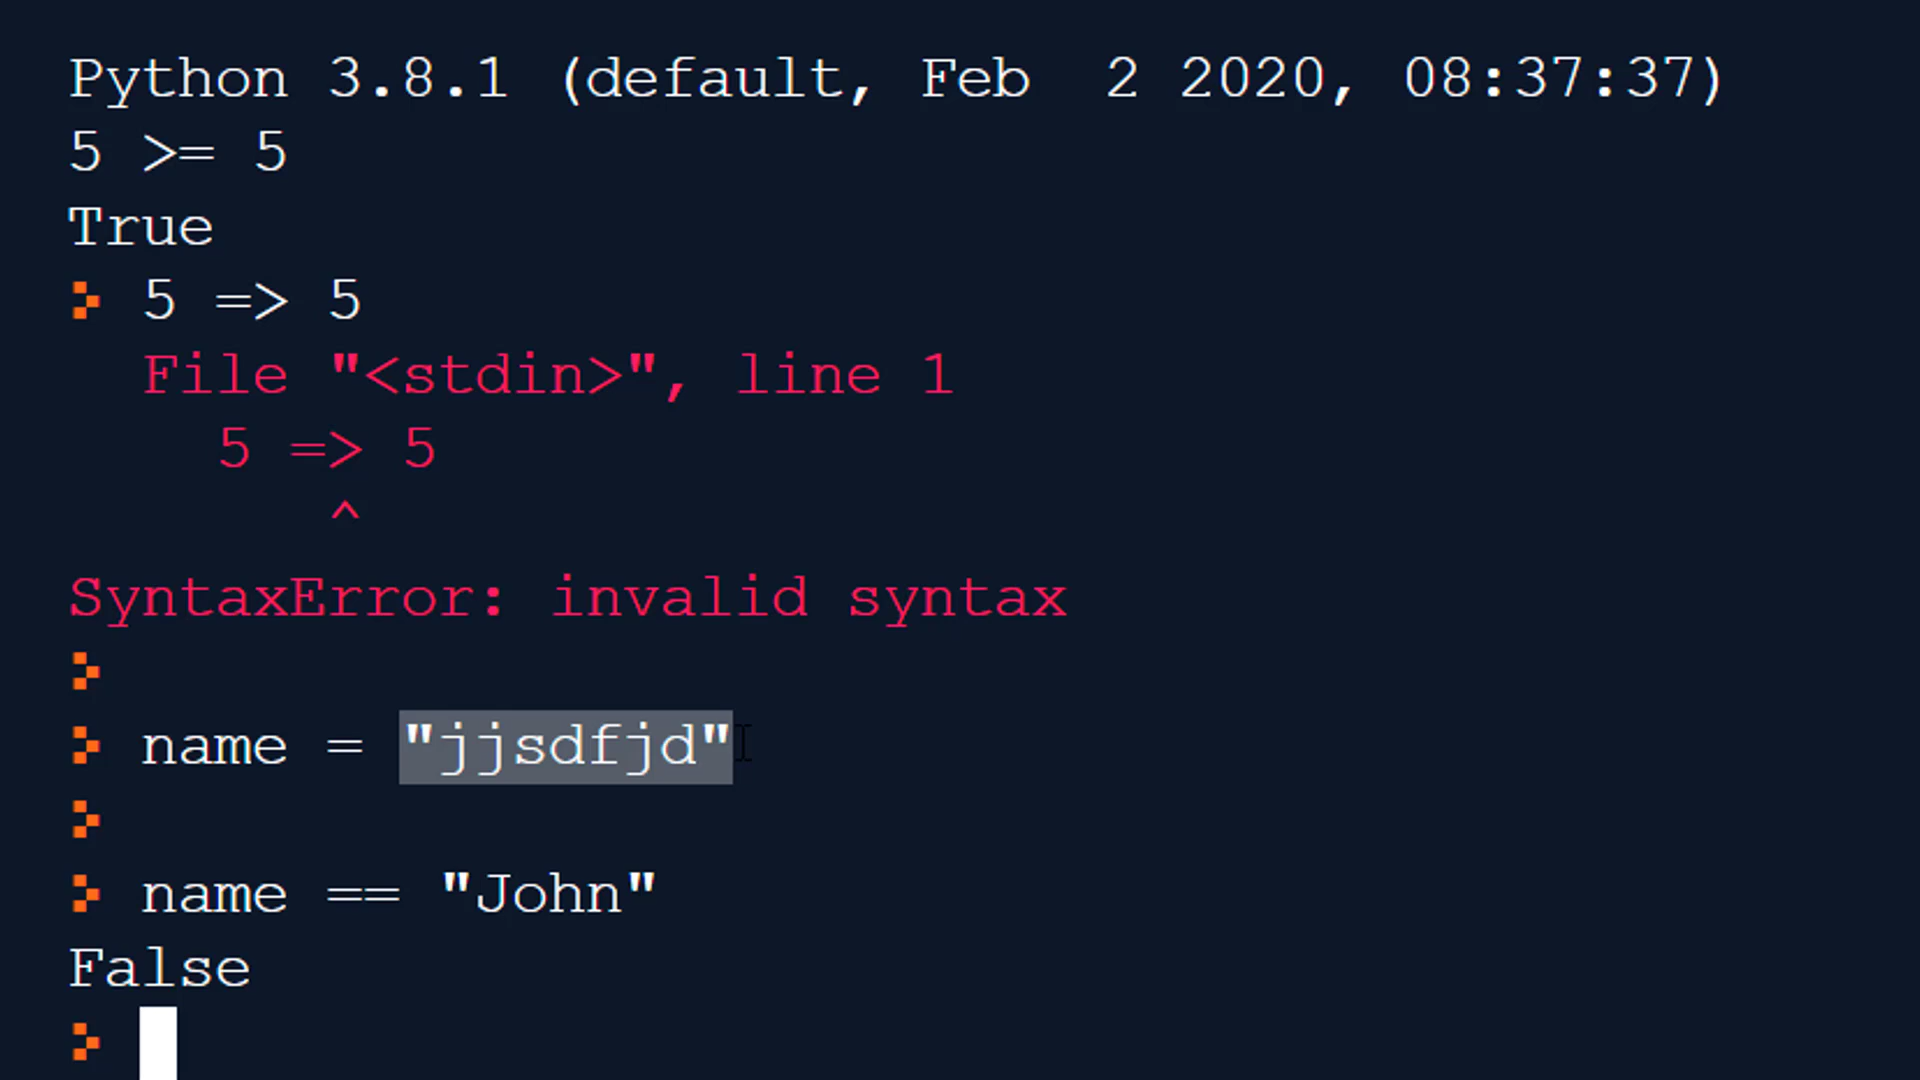 Python 3.8.1 (default, Feb  2 2020, 08:37:37)
5 >= 5
True
 5 => 5
  File "<stdin>", line 1
    5 => 5
       ^
SyntaxError: invalid syntax

 name = "jjsdfjd"

 name == "John"
False